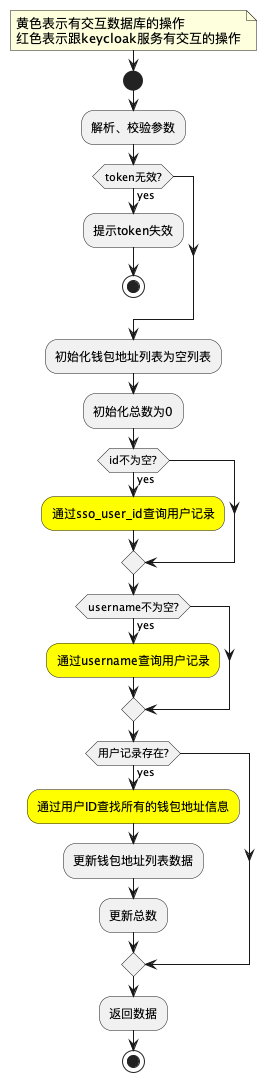 黄色表示有交互数据库的操作
红色表示跟keycloak服务有交互的操作
解析、校验参数
token无效?
yes
提示token失效
初始化钱包地址列表为空列表
初始化总数为0
id不为空?
yes
通过sso_user_id查询用户记录
username不为空?
yes
通过username查询用户记录
用户记录存在?
yes
通过用户ID查找所有的钱包地址信息
更新钱包地址列表数据
更新总数
返回数据